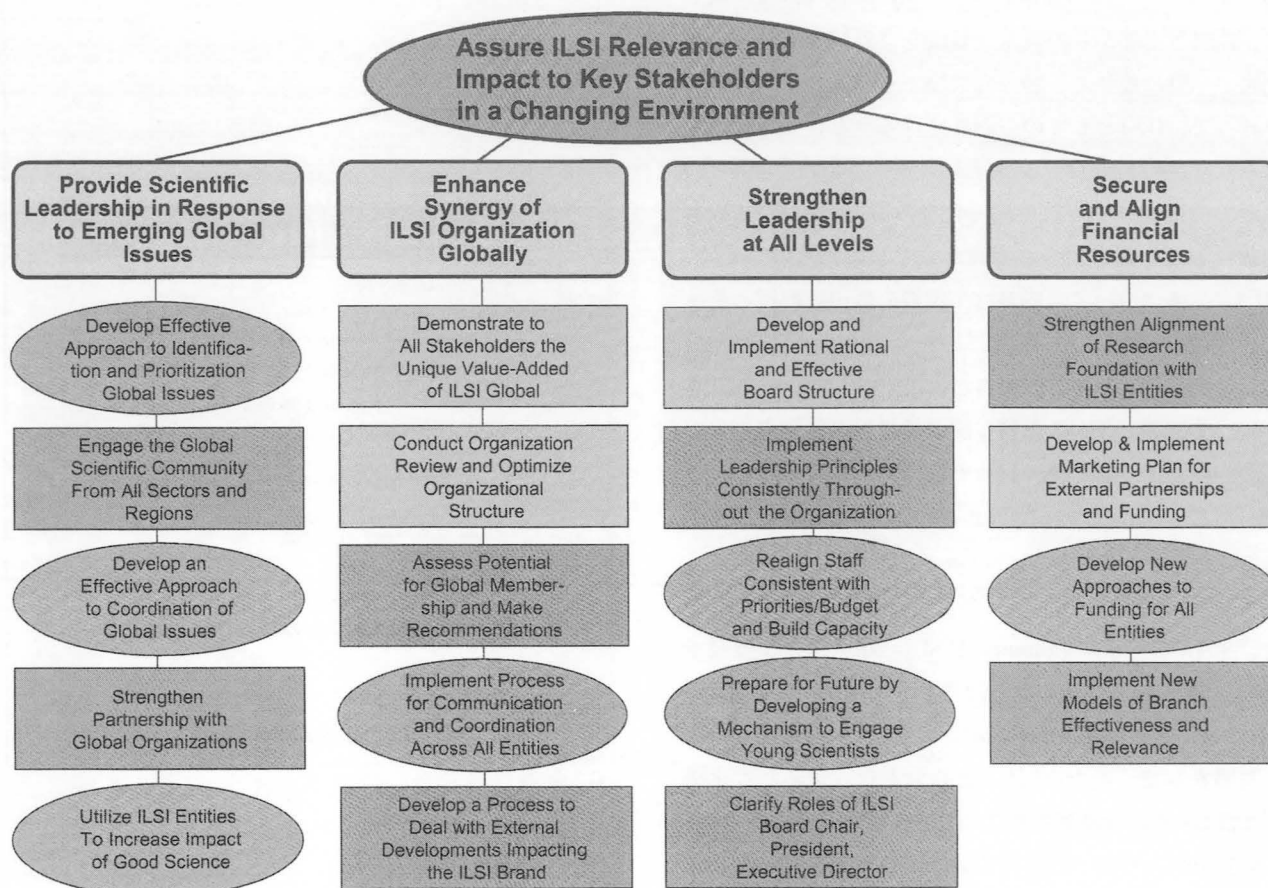 Assure ILSI Relevance and
Impact to Key Stakeholders
in a Changing Environment
Provide Scientific
Leadership in Response
to Emerging Global
Issues
Develop Effective
Approach to Identifica-
tion and Prioritization
Global Issues
Engage the Global
Scientific Community
From All Sectors and
Regions
Develop an
Effective Approach
to Coordination of
Global Issues
Strengthen
Partnership with
Global Organizations
Utilize ILSI Entities
To Increase Impact
of Good Science
Enhance
Synergy of
ILSI Organization
Globally
Demonstrate to
All Stakeholders the
Unique Value-Added
of ILSI Global
Conduct Organization
Review and Optimize
Organizational
Structure
Assess Potential
for Global Member-
ship and Make
Recommendations
Implement Process
for Communication
and Coordination
Across All Entities
Develop a Process to
Deal with External
Developments Impacting
the ILSI Brand
Strengthen
Leadership
at All Levels
Develop and
Implement Rational
and Effective
Board Structure
Implement
Leadership Principles
Consistently Through-
out the Organization
Realign Staff
Consistent with
Priorities/Budget
and Build Capacity
Prepare for Future by
Developing a
Mechanism to Engage
Young Scientists
Clarify Roles of ILSI
Board Chair,
President,
Executive Director
Secure
and Align
Financial
Resources
Strengthen Alignment
of Research
Foundation with
ILSI Entities
Develop & Implement
Marketing Plan for
External Partnerships
and Funding
Develop New
Approaches to
Funding for All
Entities
Implement New
Models of Branch
Effectiveness and
Relevance